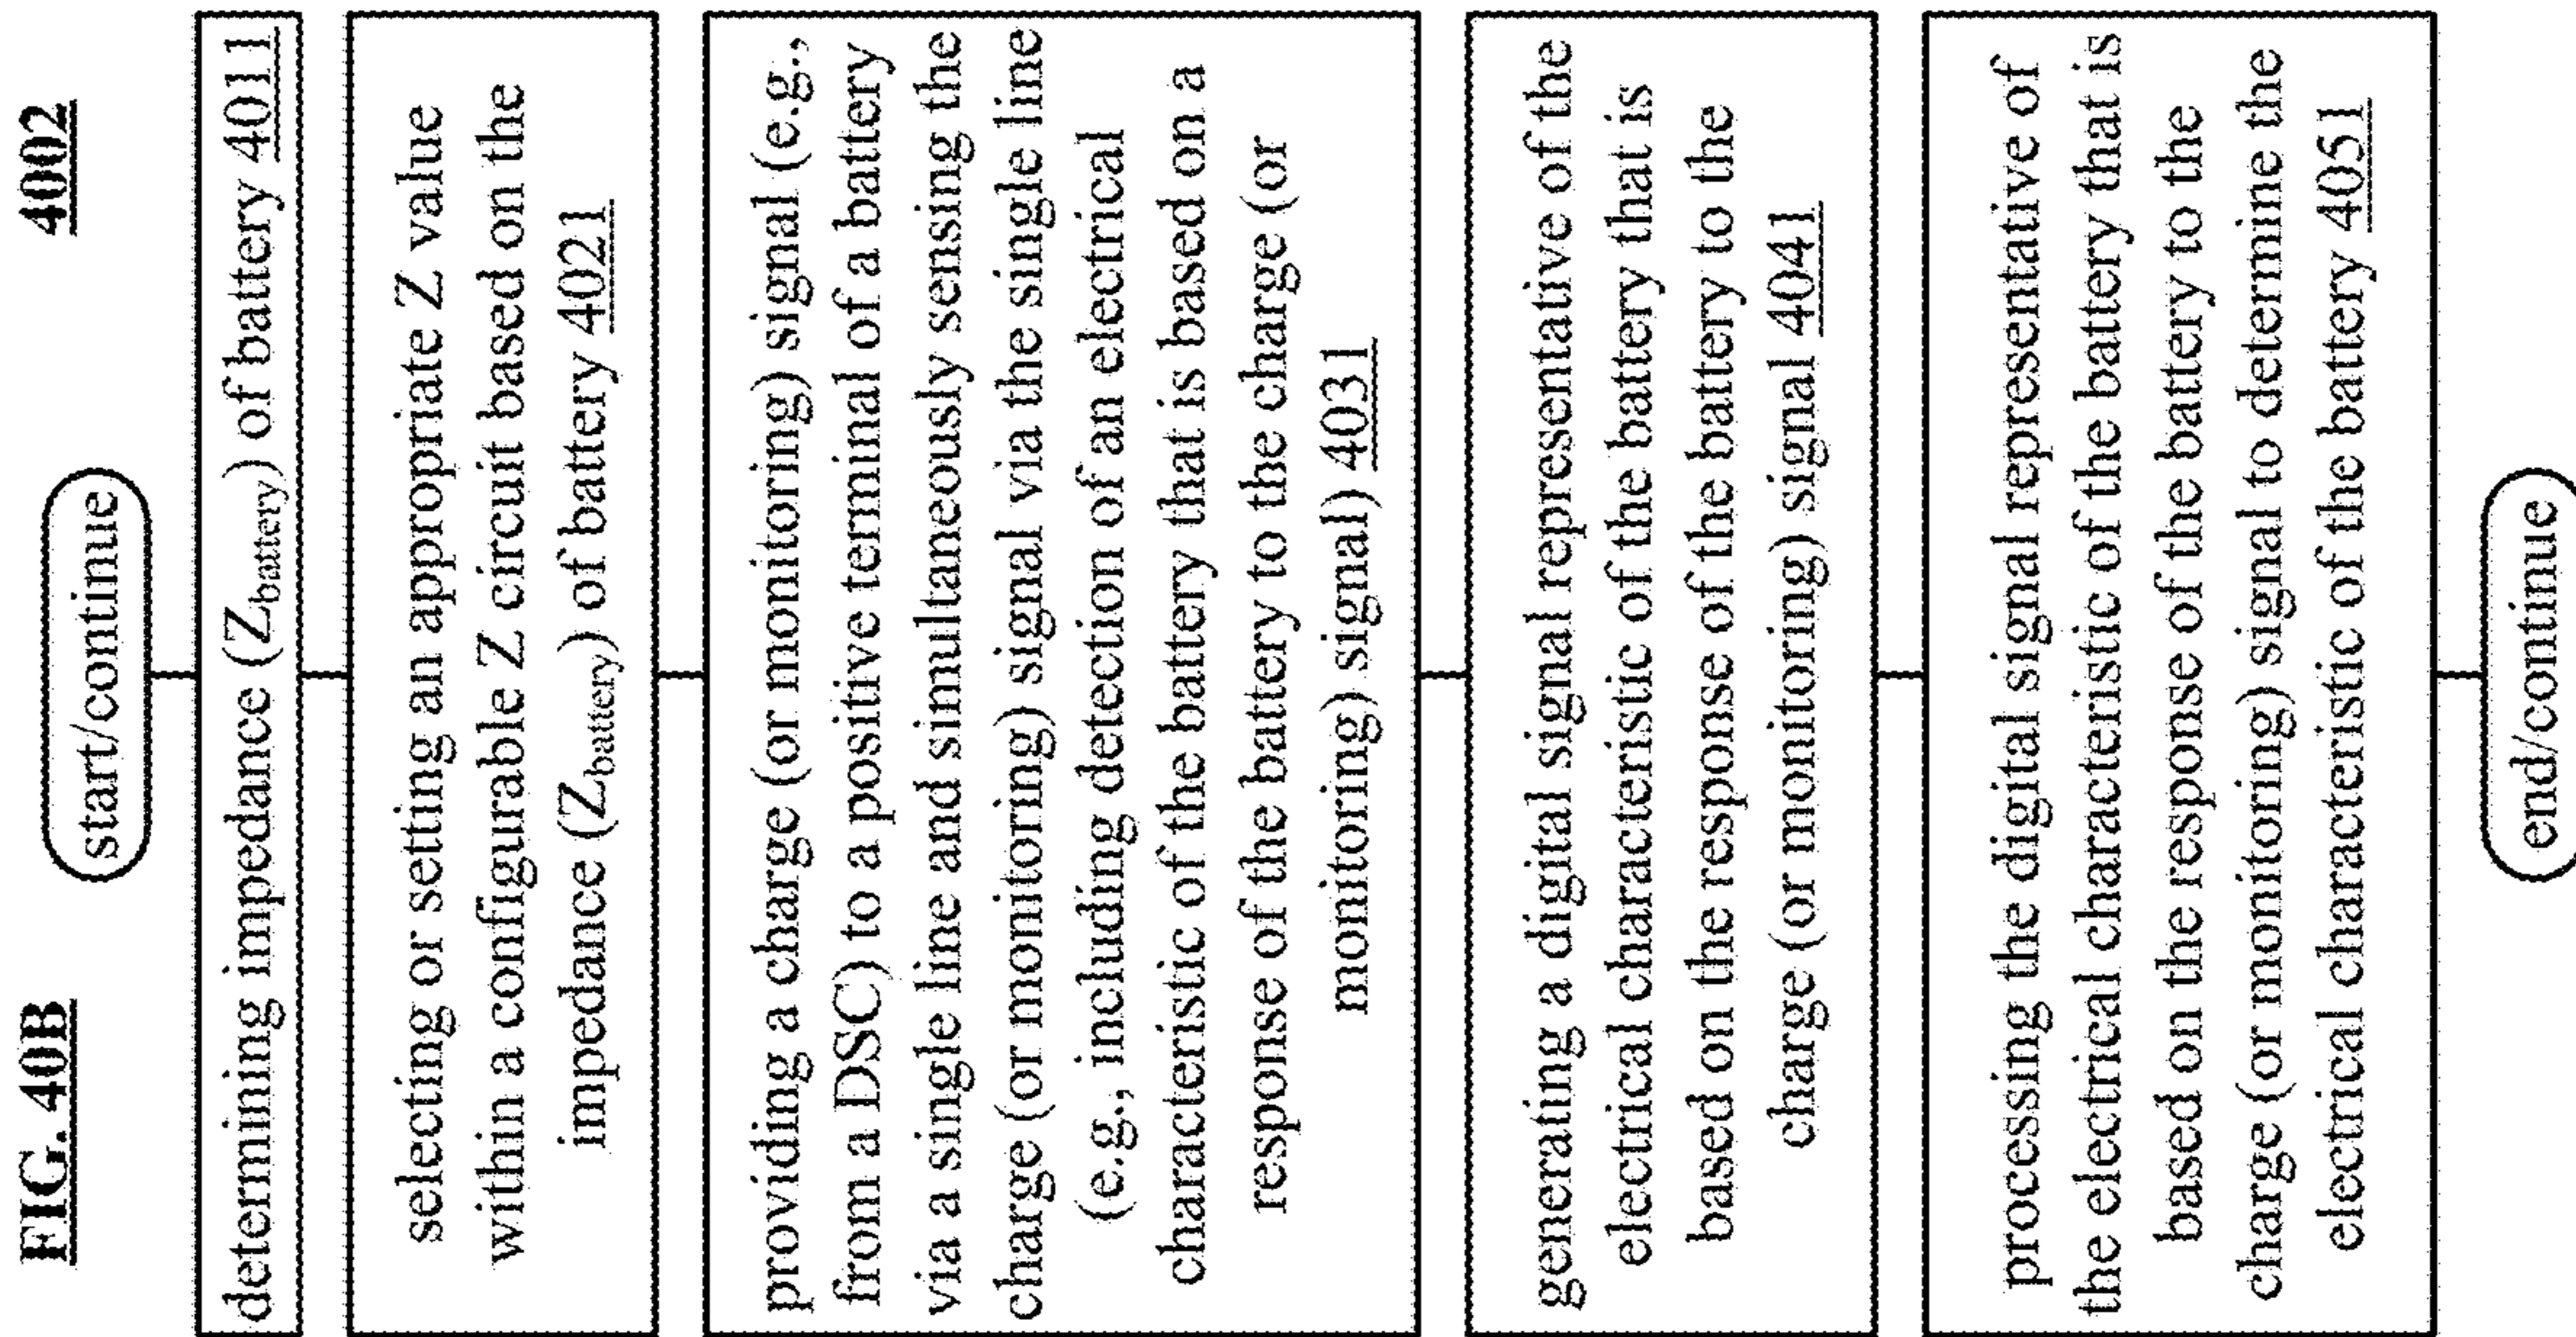 FIG. 40B
4002
start/continue
determining impedance (Zbattery) of battery 4011
selecting or setting an appropriate Z value
within a configurable Z circuit based on the
impedance (Zbattery) of battery 4021
providing a charge (or monitoring) signal (e.g.,
from a DSC) to a positive terminal of a battery
via a single line and simultaneously sensing the
charge (or monitoring) signal via the single line
(e.g., including detection of an electrical
characteristic of the battery that is based on a
response of the battery to the charge (or
monitoring) signal) 4031
generating a digital signal representative of the
electrical characteristic of the battery that is
based on the response of the battery to the
charge (or monitoring) signal 4041
processing the digital signal representative of
the electrical characteristic of the battery that is
based on the response of the battery to the
charge (or monitoring) signal to determine the
electrical characteristic of the battery 4051
end/continue